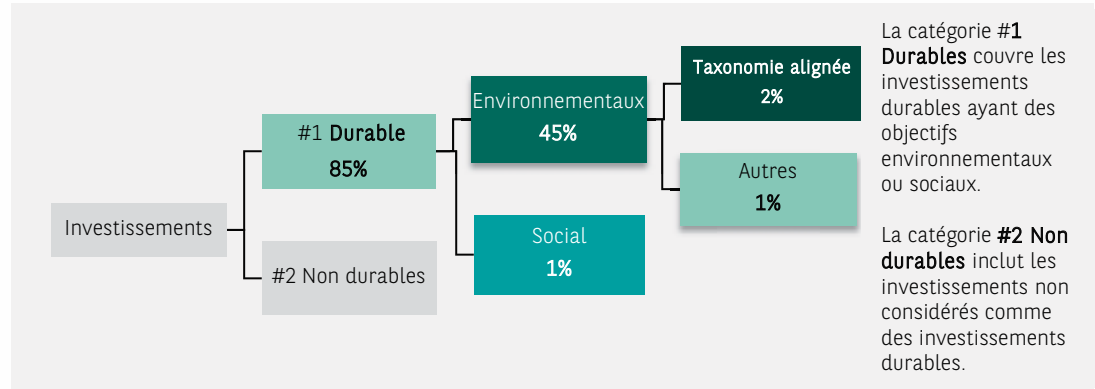 Investissements
#1 Durable
85%
#2 Non durables
Environnementaux
45%
Social
1%
Taxonomie alignée
2%
Autres
1%
La catégorie #1
Durables couvre les
investissements
durables ayant des
objectifs
environnementaux
ou sociaux.
La catégorie #2 Non
durables inclut les
investissements non
considérés comme
des investissements
durables.